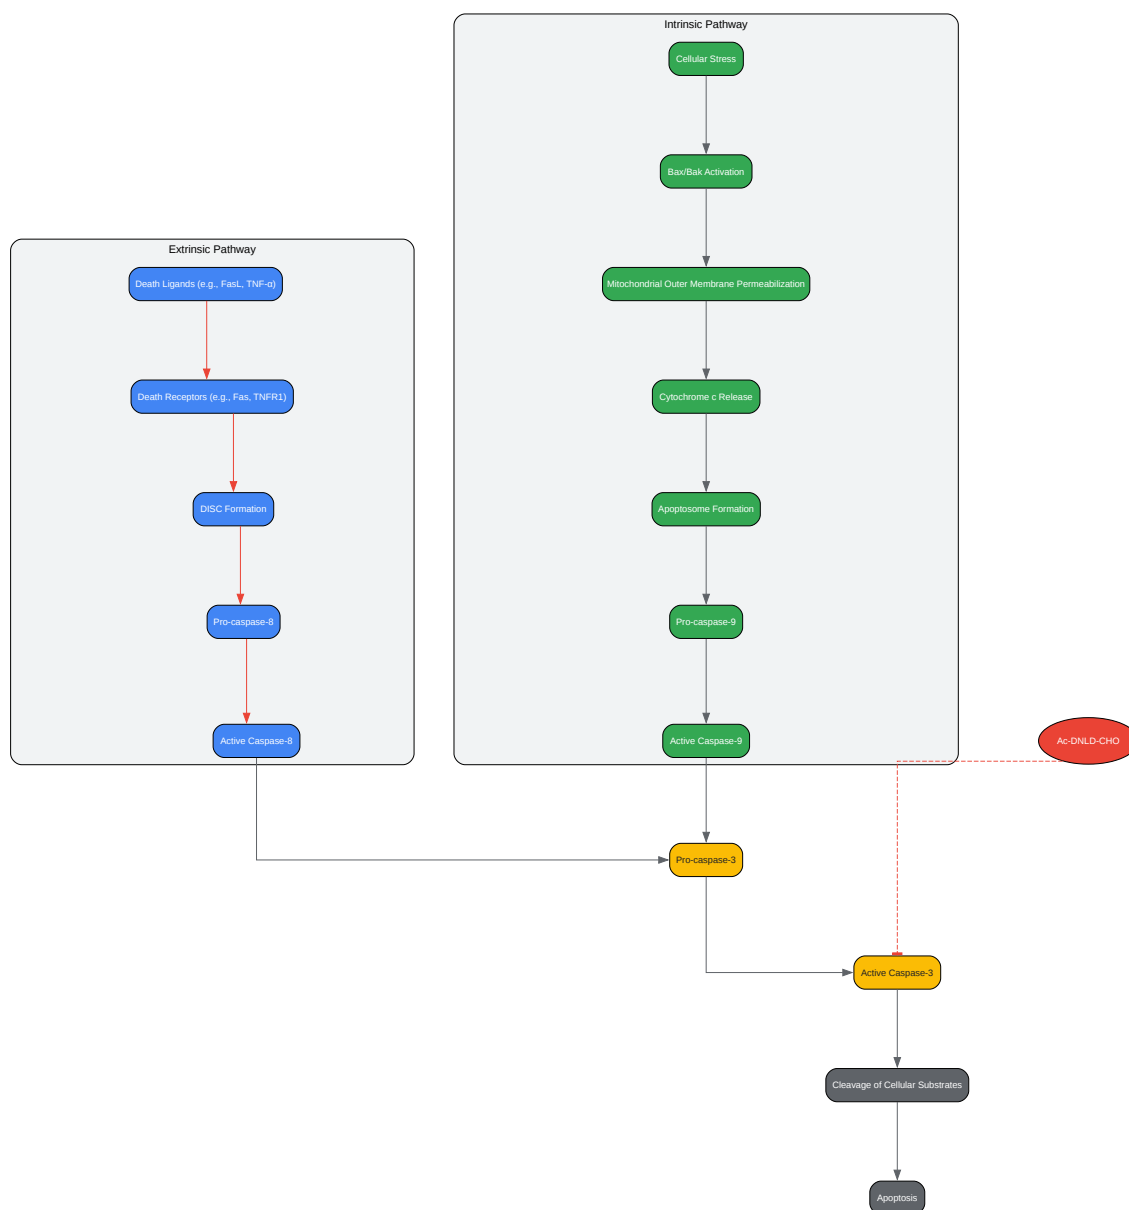 Intrinsic Pathway
Cellular Stress
Bax/Bak Activation
Extrinsic Pathway
Death Ligands (e.g., FasL, TNF-α)
Mitochondrial Outer Membrane Permeabilization
Death Receptors (e.g., Fas, TNFR1)
Cytochrome c Release
DISC Formation
Apoptosome Formation
Pro-caspase-8
Pro-caspase-9
Active Caspase-8
Active Caspase-9
Ac-DNLD-CHO
Pro-caspase-3
Active Caspase-3
Cleavage of Cellular Substrates
Apoptosis